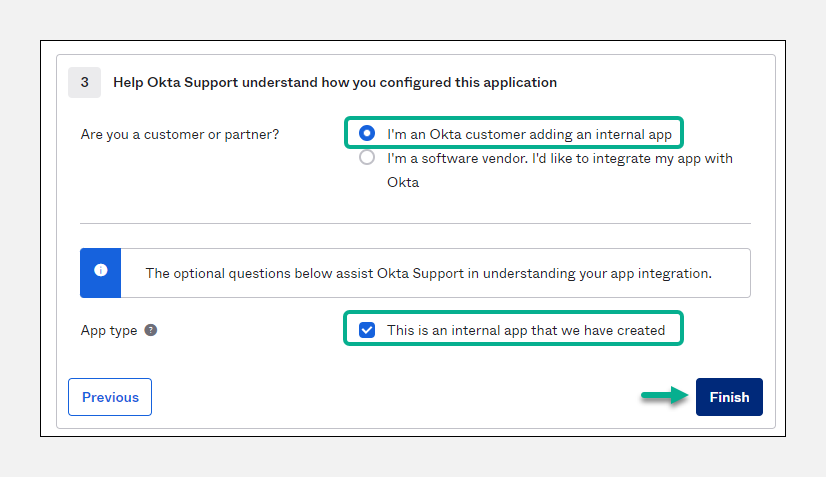 3
Help Okta Support understand how you configured this application
Are you a customer or partner?
I'm an Okta customer adding an internal app
I'm a software vendor. I'd like to integrate my app with
Okta
The optional questions below assist Okta Support in understanding your app integration.
App type
This is an internal app that we have created
Previous
Finish